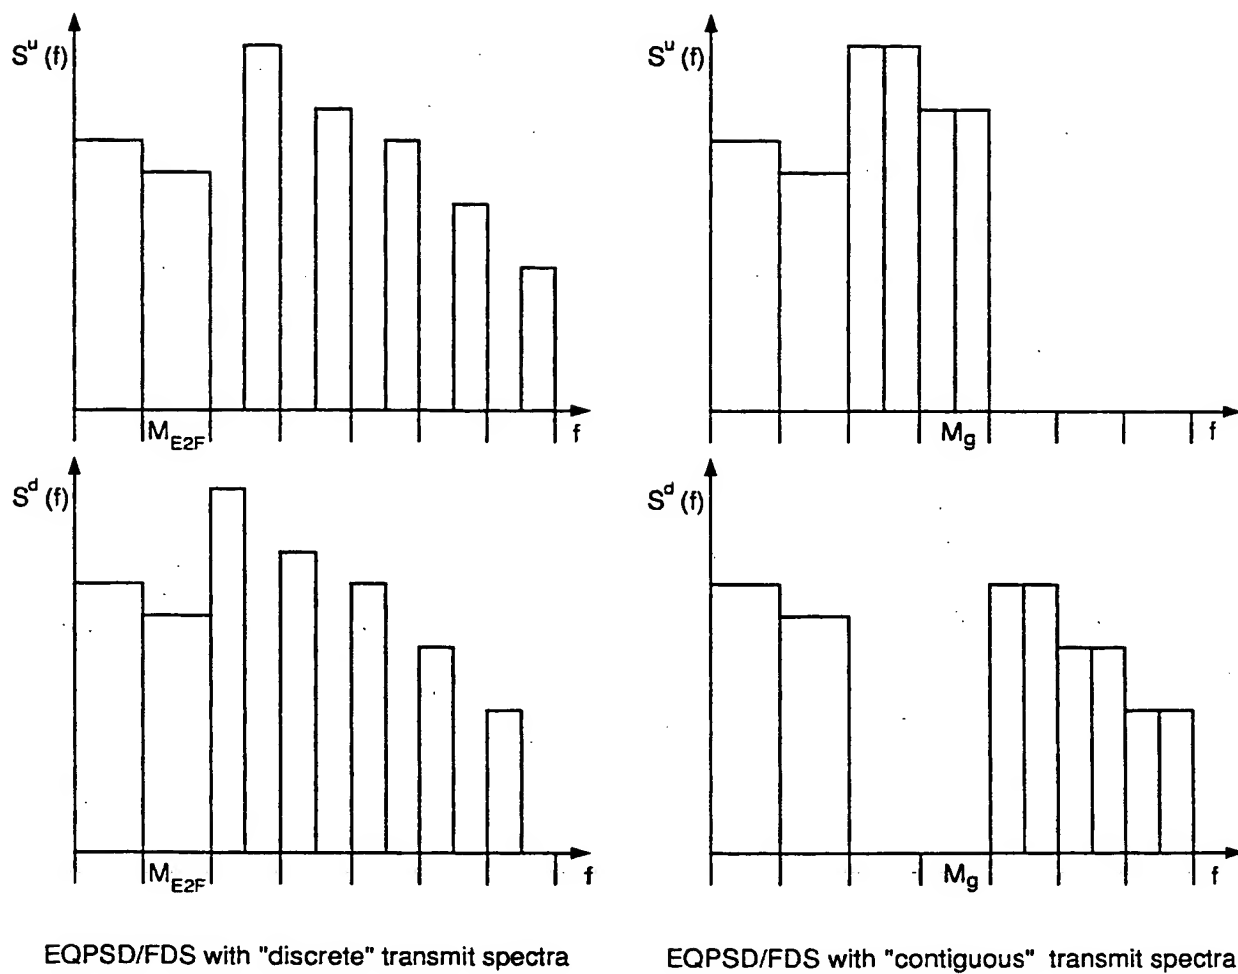 S^u (f)
M_E2F
f
S^u (f)
M_g
f
S^d (f)
M_E2F
f
S^d (f)
M_g
f
EQPSD/FDS with "discrete" transmit spectra
EQPSD/FDS with "contiguous" transmit spectra